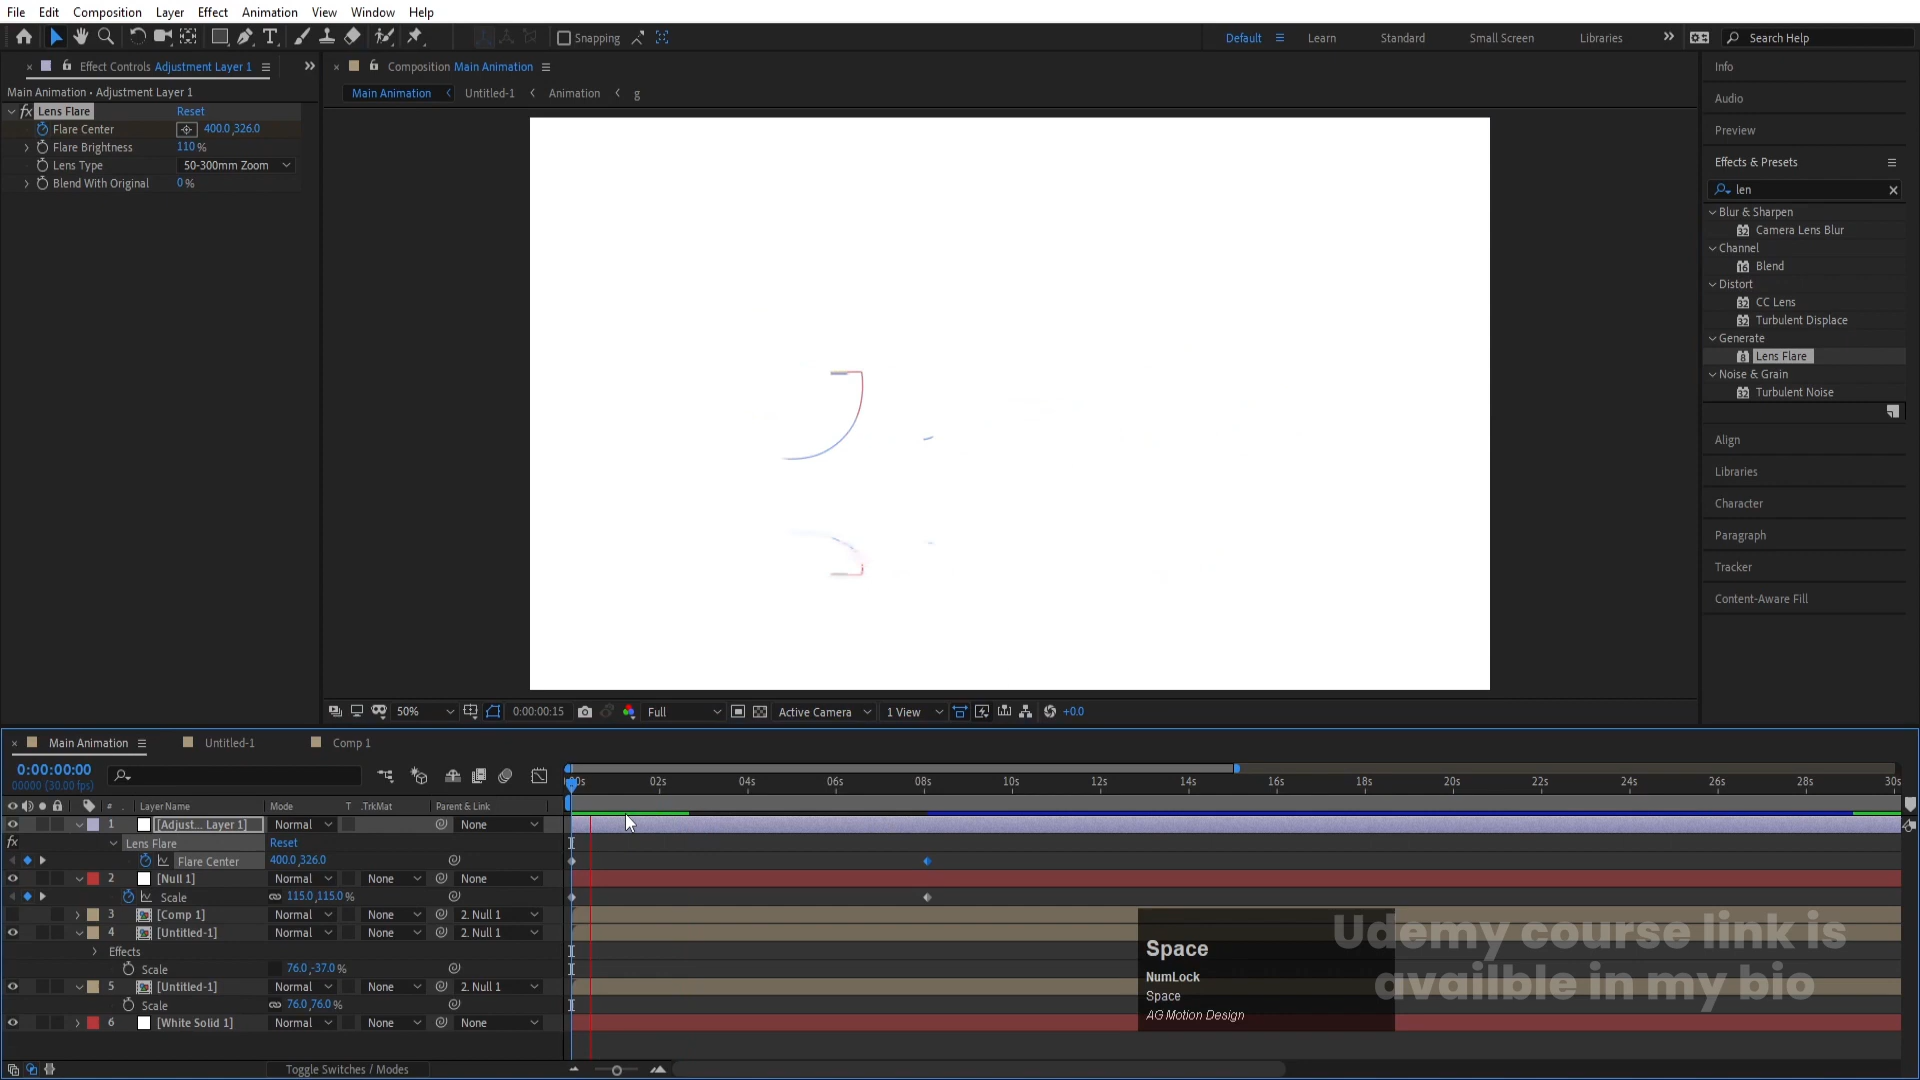 File Edit Composition Layer Effect Animation View Window Help
Snapping
Default Learn Standard Small Screen Libraries Search Help
Effect Controls Adjustment Layer 1
Composition Main Animation
Info
Main Animation • Adjustment Layer 1
Main Animation Untitled-1 Animation g
Audio
fx Lens Flare Reset
Flare Center 400.0,326.0
Preview
Flare Brightness 110 %
Lens Type 50-300mm Zoom
Effects & Presets
Blend With Original 0 %
len
Blur & Sharpen
Camera Lens Blur
Channel
Blend
Distort
CC Lens
Turbulent Displace
Generate
Lens Flare
Noise & Grain
Turbulent Noise
Align
Libraries
Character
Paragraph
Tracker
Content-Aware Fill
50% 0:00:00:15 Full Active Camera 1 View +0.0
Main Animation Untitled-1 Comp 1
0:00:00:00
00000 (30.00 fps)
02s 04s 06s 08s 10s 12s 14s 16s 18s 20s 22s 24s 26s 28s 30s
# Layer Name Mode T .TrkMat Parent & Link
1 [Adjust... Layer 1] Normal None
fx Lens Flare Reset
Flare Center 400.0,326.0
2 [Null 1] Normal None None
Scale 115.0,115.0 %
3 [Comp 1] Normal None 2. Null 1
4 [Untitled-1] Normal None 2. Null 1
Effects
Scale 76.0,-37.0 %
5 [Untitled-1] Normal None 2. Null 1
Scale 76.0,76.0 %
6 [White Solid 1] Normal None None
Toggle Switches / Modes
Space
NumLock
Space
AG Motion Design
Udemy course link is
availble in my bio